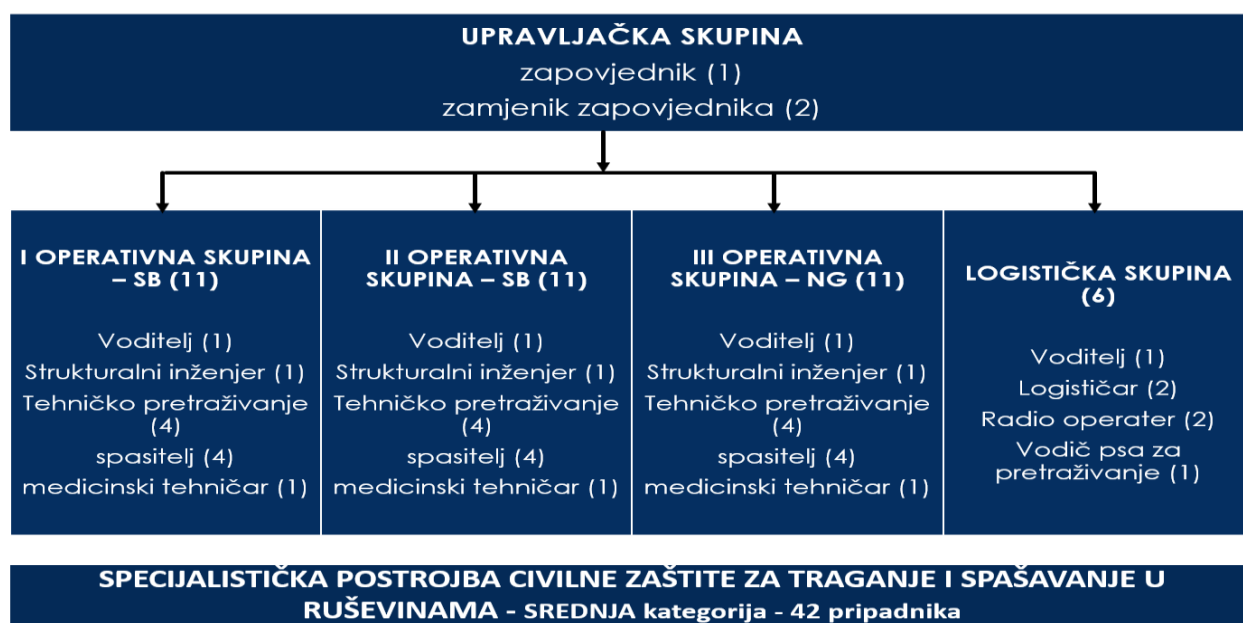 UPRAVLJAČKA SKUPINA
zapovjednik (1)
zamjenik zapovjednika (2)
I OPERATIVNA SKUPINA
– SB (11)
Voditelj (1)
Strukturalni inženjer (1)
Tehničko pretraživanje
(4)
spasitelj (4)
medicinski tehničar (1)
II OPERATIVNA
SKUPINA – SB (11)
Voditelj (1)
Strukturalni inženjer (1)
Tehničko pretraživanje
(4)
spasitelj (4)
medicinski tehničar (1)
III OPERATIVNA
SKUPINA – NG (11)
Voditelj (1)
Strukturalni inženjer (1)
Tehničko pretraživanje
(4)
spasitelj (4)
medicinski tehničar (1)
LOGISTIČKA SKUPINA
(6)
Voditelj (1)
Logističar (2)
Radio operater (2)
Vodič psa za
pretraživanje (1)
SPECIJALISTIČKA POSTROJBA CIVILNE ZAŠTITE ZA TRAGANJE I SPAŠAVANJE U
RUŠEVINAMA - SREDNJA kategorija - 42 pripadnika